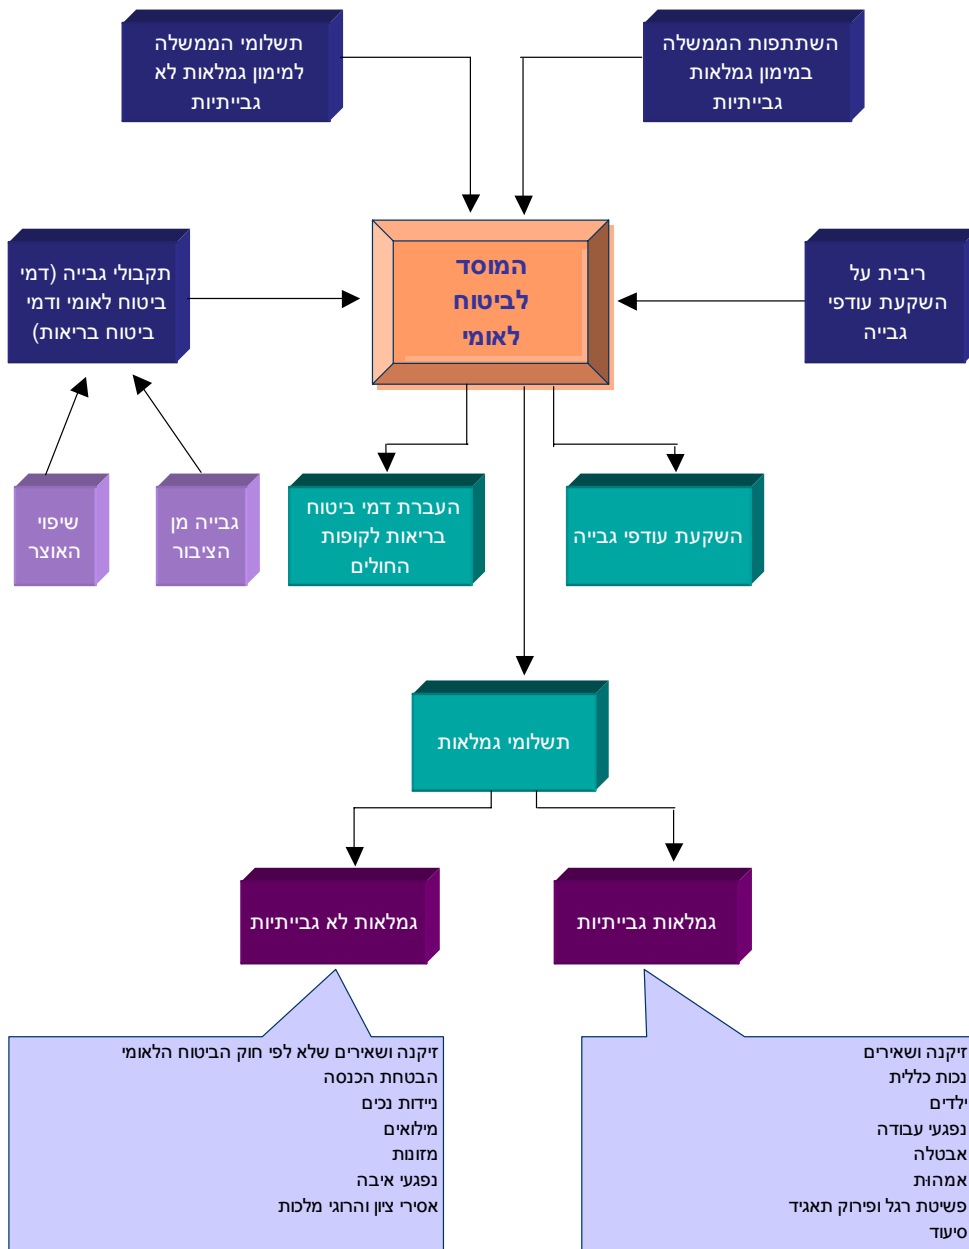 השתתפות הממשלה
במימון גמלאות
גבייתיות
תשלומי הממשלה
למימון גמלאות לא
גבייתיות
ריבית על
השקעת עודפי
גבייה
המוסד
לביטוח
לאומי
תקבולי גבייה (דמי
ביטוח לאומי ודמי
ביטוח בריאות)
השקעת עודפי גבייה
העברת דמי ביטוח
בריאות לקופות
החולים
גבייה מן
הציבור
שיפוי
האוצר
תשלומי גמלאות
גמלאות גבייתיות
גמלאות לא גבייתיות
זיקנה ושאירים
נכות כללית
ילדים
נפגעי עבודה
אבטלה
אמהוּת
פשיטת רגל ופירוק תאגיד
סיעוד
זיקנה ושאירים שלא לפי חוק הביטוח הלאומי
הבטחת הכנסה
ניידות נכים
מילואים
מזונות
נפגעי איבה
אסירי ציון והרוגי מלכות